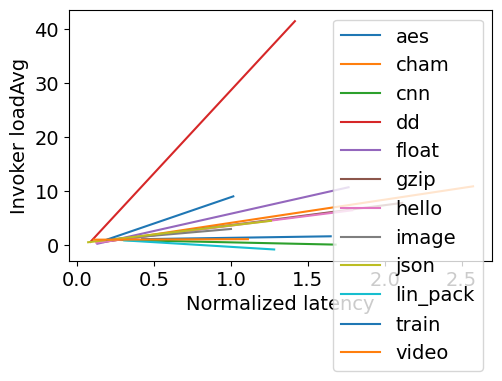 40
30
20
10
0
Invoker loadAvg
0.0 0.5 1.0 1.5 2.0 2.5
Normalized latency
aes
cham
cnn
dd
float
gzip
hello
image
json
lin_pack
train
video